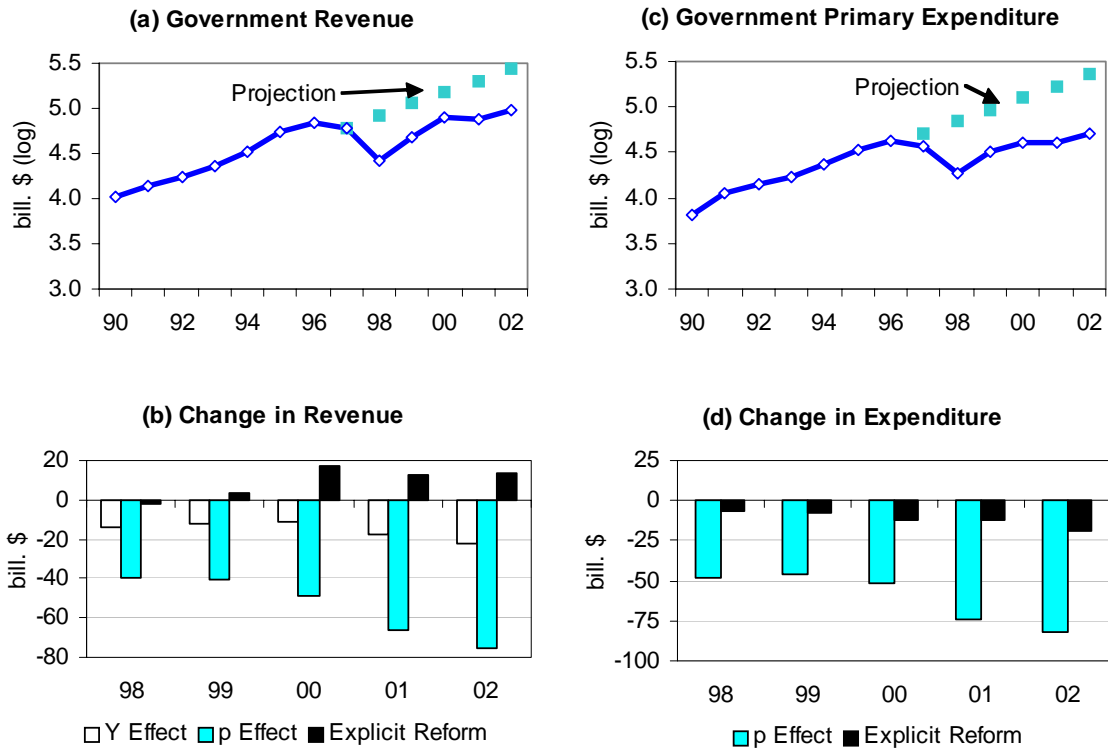 (a) Government Revenue
5.5
5.0
4.5
4.0
3.5
3.0
bill. $ (log)
Projection
90 92 94 96 98 00 02
(c) Government Primary Expenditure
5.5
5.0
4.5
4.0
3.5
3.0
bill. $ (log)
Projection
90 92 94 96 98 00 02
(b) Change in Revenue
20
0
-20
-40
-60
-80
bill. $
98 99 00 01 02
Y Effect p Effect Explicit Reform
(d) Change in Expenditure
25
0
-25
-50
-75
-100
bill. $
98 99 00 01 02
p Effect Explicit Reform